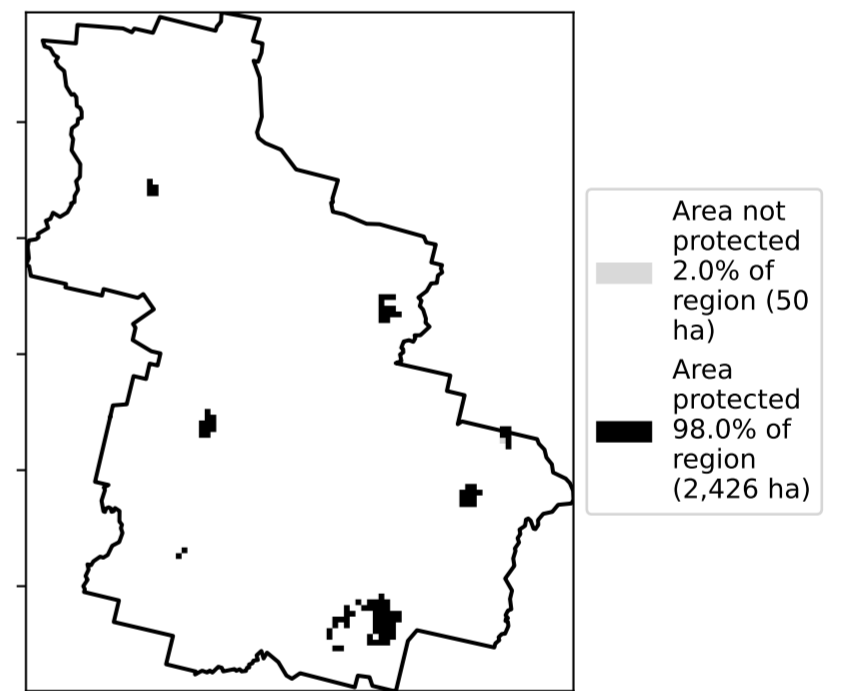 Area not
protected
2.0% of
region (50
ha)
Area
protected
98.0% of
region
(2,426 ha)